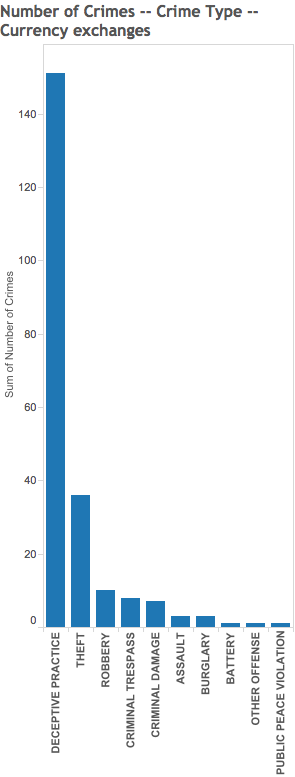 Number of Crimes -- Crime Type --
Currency exchanges
Sum of Number of Crimes
140
120
100
80
60
40
20
0
DECEPTIVE PRACTICE
THEFT
ROBBERY
CRIMINAL TRESPASS
CRIMINAL DAMAGE
ASSAULT
BURGLARY
BATTERY
OTHER OFFENSE
PUBLIC PEACE VIOLATION